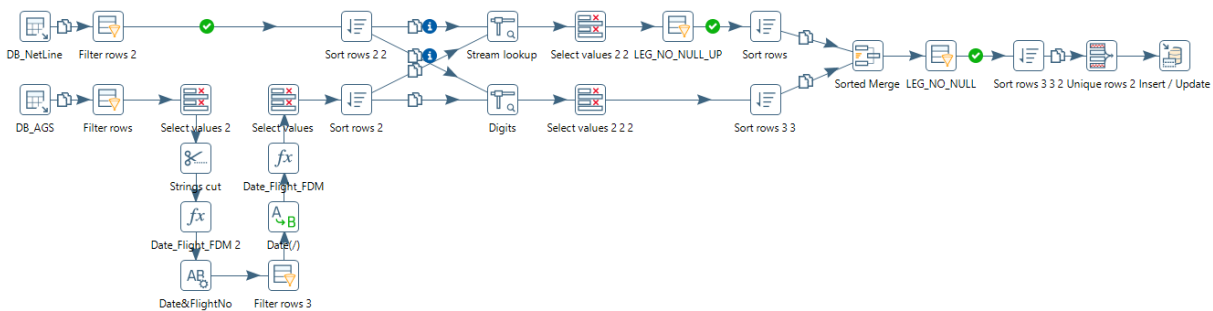 DB_NetLine Filter rows 2 Sort rows 2 2 Stream lookup Select values 2 2 LEG_NO_NULL_UP Sort rows
Sorted Merge LEG_NO_NULL Sort rows 3 3 2 Unique rows 2 Insert / Update
DB_AGS Filter rows Select values 2 Select values Sort rows 2 Digits Select values 2 2 2 Sort rows 3 3
Strings cut Date_Flight_FDM
Date_Flight_FDM 2 Date(/)
Date&FlightNo Filter rows 3